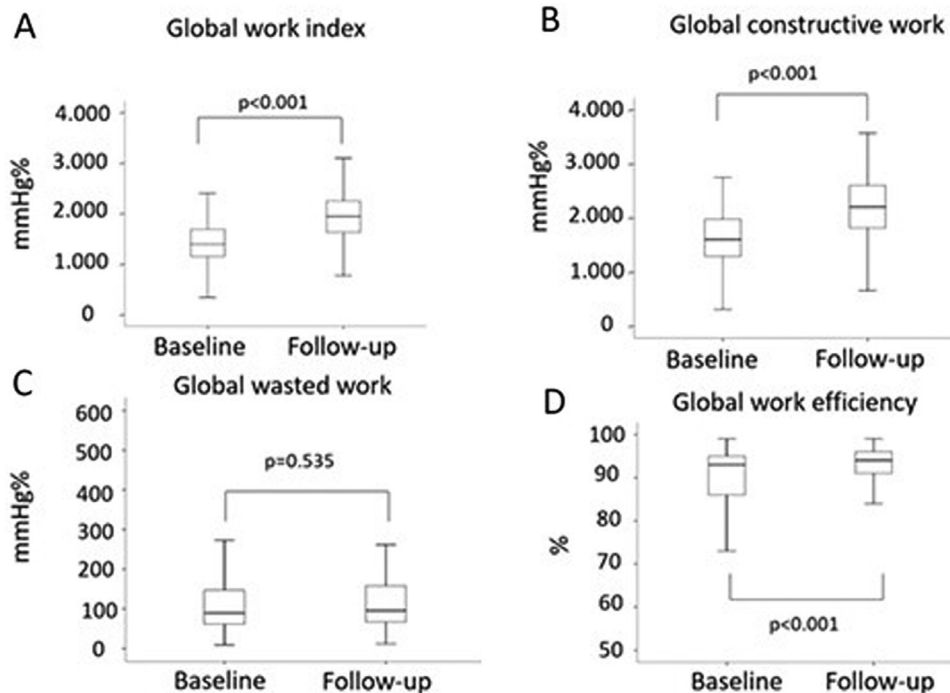 A
Global work index
p<0.001
4.000
3.000
2.000
1.000
0
mmHg%
Baseline Follow-up
B
Global constructive work
p<0.001
4.000
3.000
2.000
1.000
0
mmHg%
Baseline Follow-up
C
Global wasted work
600
500
400
300
200
100
0
p=0.535
mmHg%
Baseline Follow-up
D
Global work efficiency
100
90
80
70
60
50
%
p<0.001
Baseline Follow-up